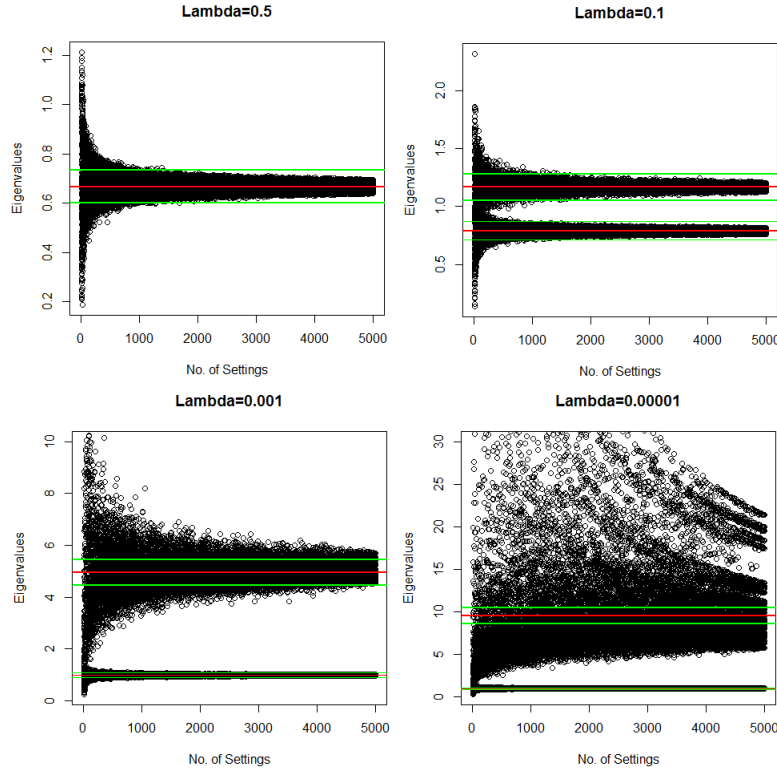 Lambda=0.5
Eigenvalues
1.2
1.0
0.8
0.6
0.4
0.2
0 1000 2000 3000 4000 5000
No. of Settings
Lambda=0.1
Eigenvalues
2.0
1.5
1.0
0.5
0 1000 2000 3000 4000 5000
No. of Settings
Lambda=0.001
Eigenvalues
10
8
6
4
2
0
0 1000 2000 3000 4000 5000
No. of Settings
Lambda=0.00001
Eigenvalues
30
25
20
15
10
5
0
0 1000 2000 3000 4000 5000
No. of Settings